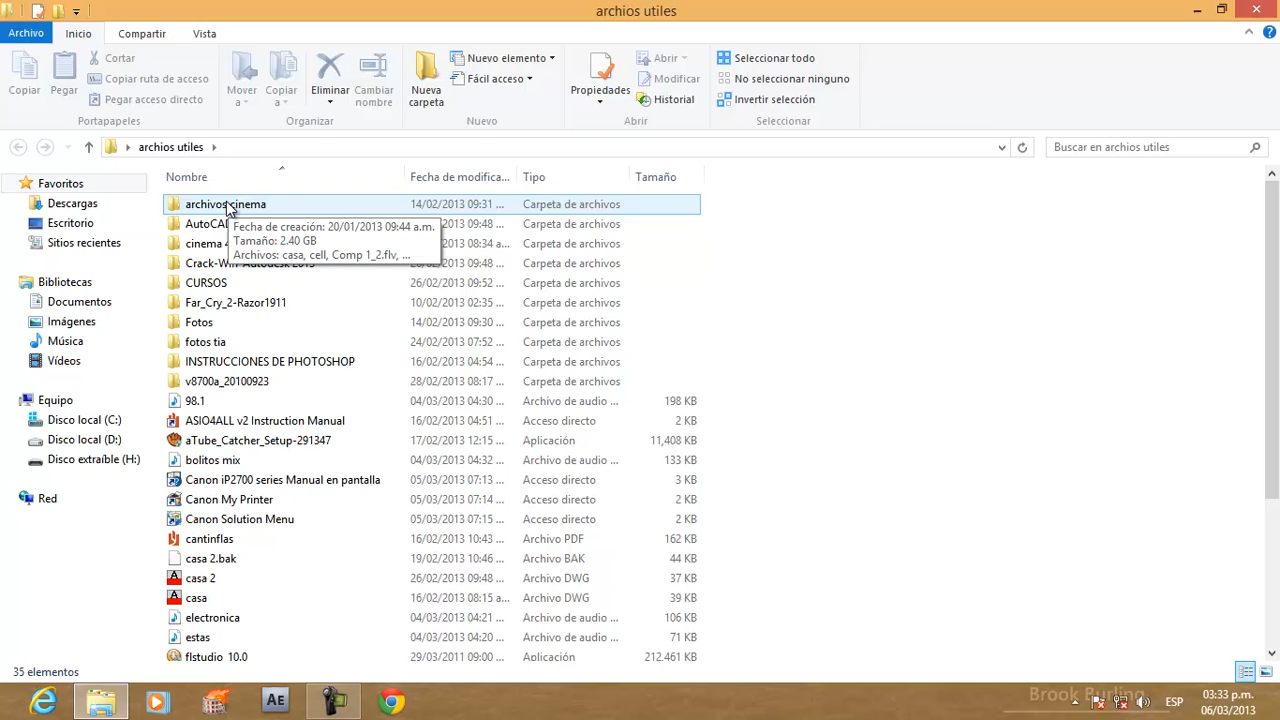 archios utiles
Archivo Inicio Compartir Vista
Copiar
Pegar
Cortar
Copiar ruta de acceso
Pegar acceso directo
Portapapeles
Mover a
Copiar a
Eliminar
Cambiar nombre
Organizar
Nueva carpeta
Nuevo elemento
Fácil acceso
Nuevo
Propiedades
Abrir
Modificar
Historial
Abrir
Seleccionar todo
No seleccionar ninguno
Invertir selección
Seleccionar
archios utiles
Buscar en archios utiles
Favoritos
Descargas
Escritorio
Sitios recientes
Bibliotecas
Documentos
Imágenes
Música
Vídeos
Equipo
Disco local (C:)
Disco local (D:)
Disco extraíble (H:)
Red
Nombre Fecha de modifica... Tipo Tamaño
archivos cinema 14/02/2013 09:31 ... Carpeta de archivos
09:48 ... Carpeta de archivos
cinema 08:34 a... Carpeta de archivos
Fecha de creación: 20/01/2013 09:44 a.m.
Tamaño: 2.40 GB
Archivos: casa, cell, Comp 1_2.flv, ...
09:48 ... Carpeta de archivos
CURSOS 26/02/2013 09:52 ... Carpeta de archivos
Far_Cry_2-Razor1911 10/02/2013 02:35 ... Carpeta de archivos
Fotos 14/02/2013 09:30 ... Carpeta de archivos
fotos tia 24/02/2013 07:52 ... Carpeta de archivos
INSTRUCCIONES DE PHOTOSHOP 16/02/2013 04:54 ... Carpeta de archivos
v8700a_20100923 28/02/2013 08:17 ... Carpeta de archivos
98.1 04/03/2013 04:30 ... Archivo de audio ... 198 KB
ASIO4ALL v2 Instruction Manual 16/02/2013 04:51 ... Acceso directo 2 KB
aTube_Catcher_Setup-291347 17/02/2013 12:15 ... Aplicación 11,408 KB
bolitos mix 04/03/2013 04:32 ... Archivo de audio ... 133 KB
Canon iP2700 series Manual en pantalla 05/03/2013 07:13 ... Acceso directo 3 KB
Canon My Printer 05/03/2013 07:14 ... Acceso directo 2 KB
Canon Solution Menu 05/03/2013 07:15 ... Acceso directo 2 KB
cantinflas 16/02/2013 10:43 ... Archivo PDF 162 KB
casa 2.bak 19/02/2013 10:46 ... Archivo BAK 44 KB
casa 2 26/02/2013 09:48 ... Archivo DWG 37 KB
casa 16/02/2013 08:15 a... Archivo DWG 39 KB
electronica 04/03/2013 04:21 ... Archivo de audio ... 106 KB
estas 04/03/2013 04:20 ... Archivo de audio ... 71 KB
flstudio_10.0 29/03/2011 09:00 ... Aplicación 212,461 KB
35 elementos
AE
Brook Burling
ESP
03:33 p.m.
06/03/2013